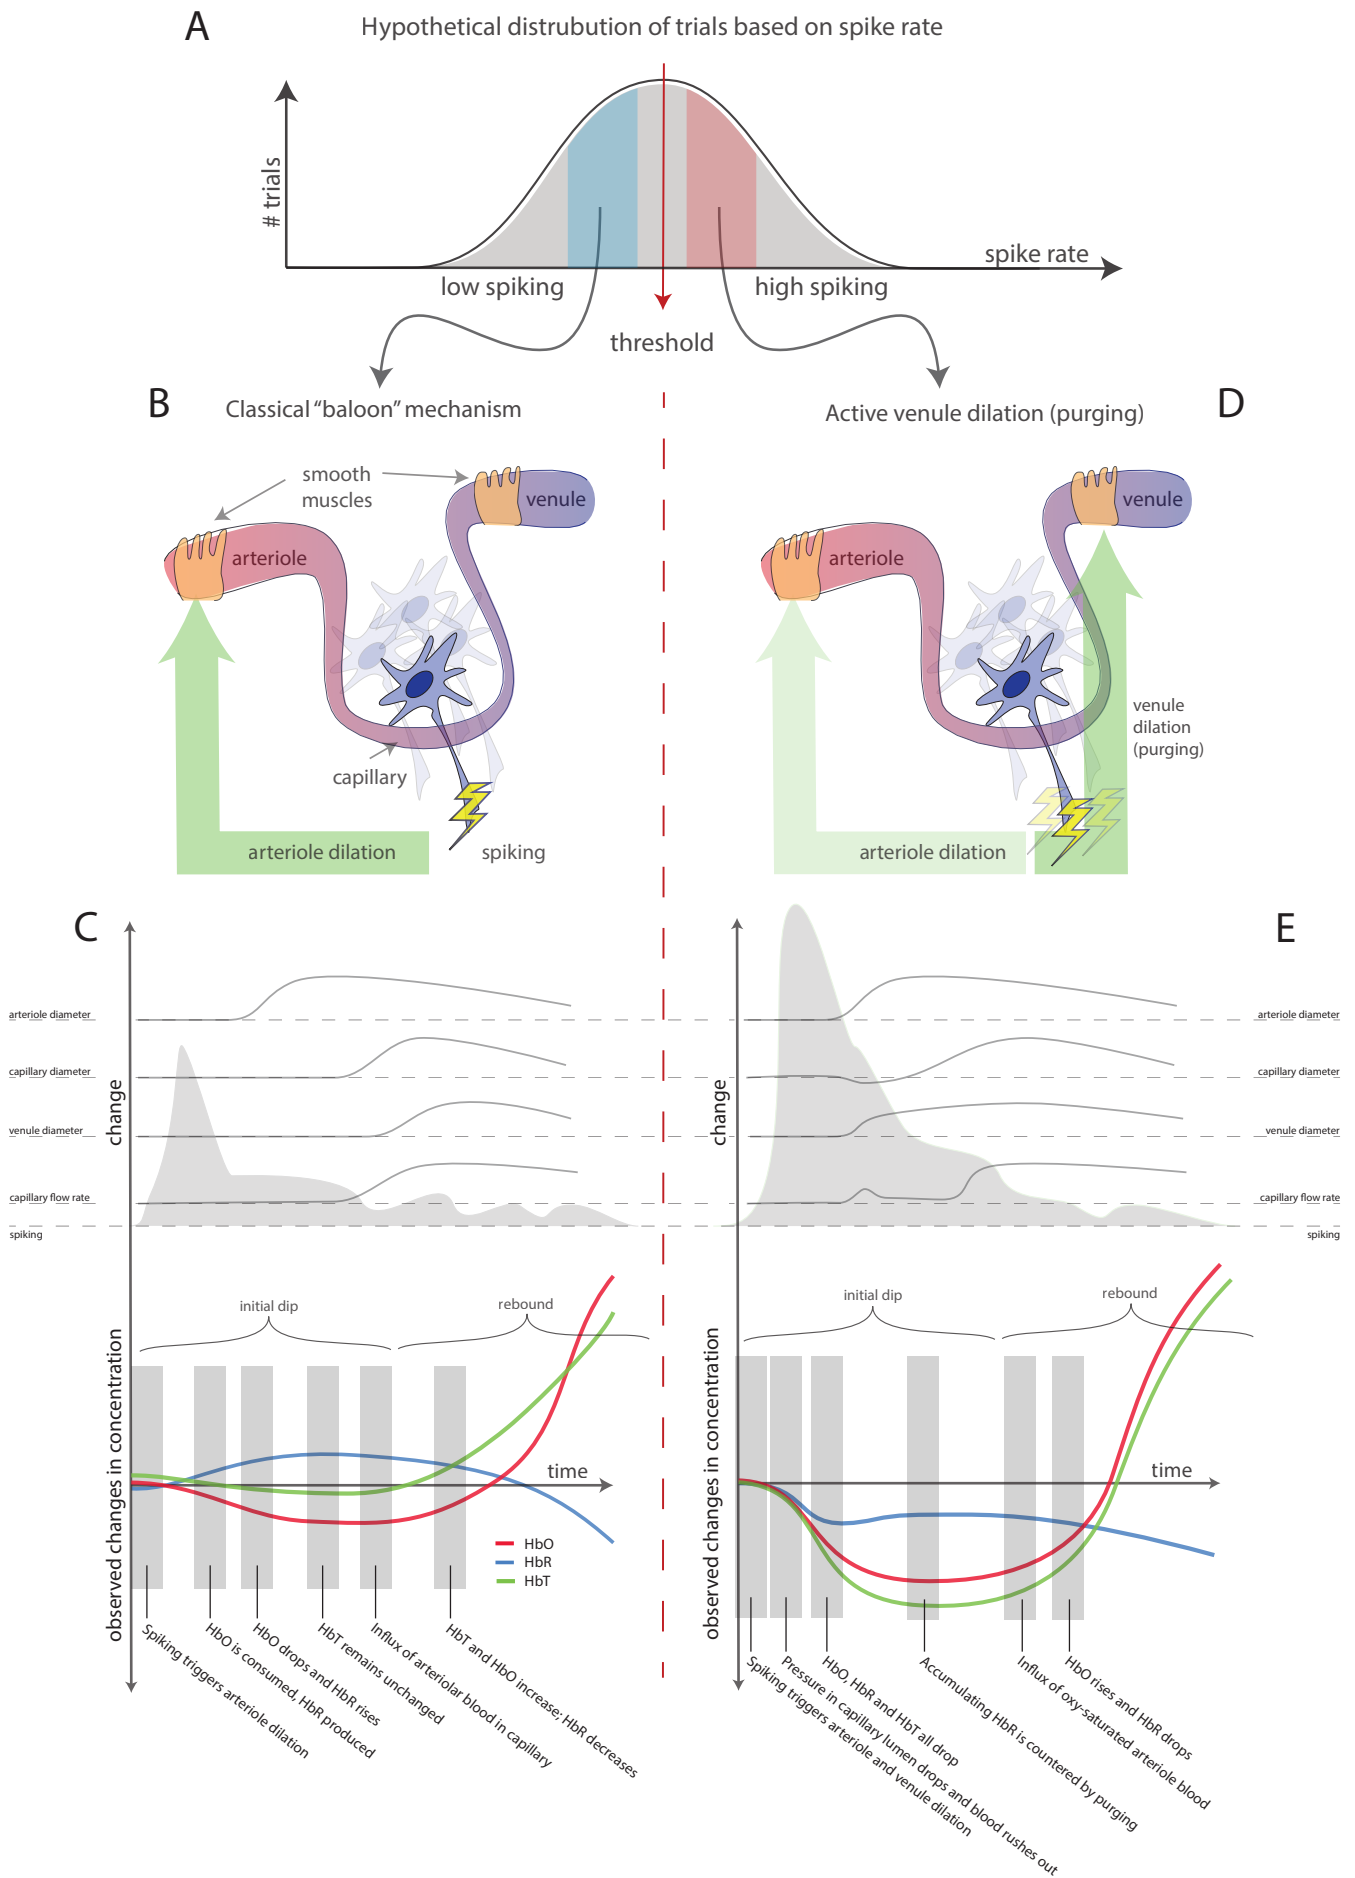 A
Hypothetical distrubution of trials based on spike rate
# trials
spike rate
low spiking
high spiking
threshold
B
Classical “baloon” mechanism
smooth
muscles
venule
arteriole
capillary
arteriole dilation
spiking
Active venule dilation (purging)
D
venule
arteriole
venule
dilation
(purging)
arteriole dilation
C
change
arteriole diameter
capillary diameter
venule diameter
capillary flow rate
spiking
observed changes in concentration
initial dip
rebound
time
HbO
HbR
HbT
Spiking triggers arteriole dilation
HbO is consumed, HbR produced
HbO drops and HbR rises
HbT remains unchanged
Influx of arteriolar blood in capillary
HbT and HbO increase; HbR decreases
E
change
arteriole diameter
capillary diameter
venule diameter
capillary flow rate
spiking
observed changes in concentration
initial dip
rebound
time
Spiking triggers arteriole and venule dilation
Pressure in capillary lumen drops and blood rushes out
HbO, HbR and HbT all drop
Accumulating HbR is countered by purging
Influx of oxy-saturated arteriole blood
HbO rises and HbR drops